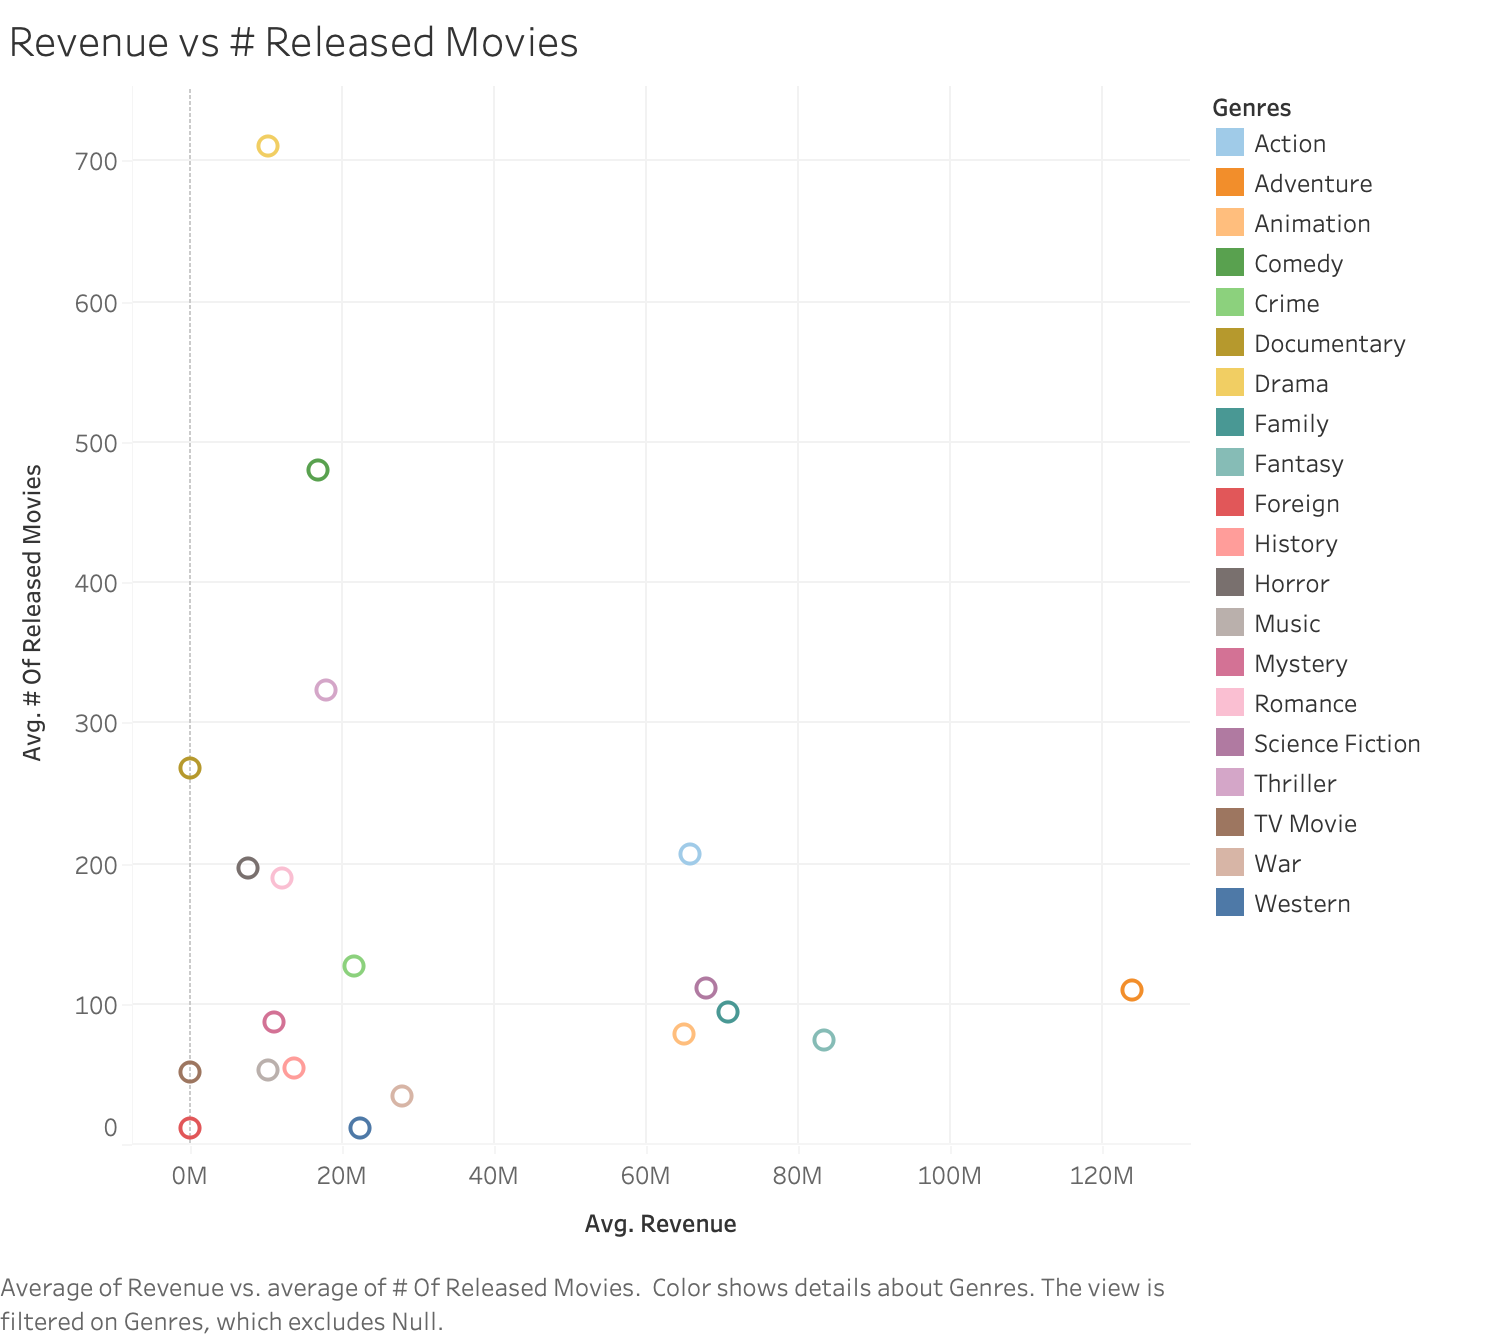 Revenue vs # Released Movies
Genres
Action
Adventure
Animation
Comedy
Crime
Documentary
Drama
Family
Fantasy
Foreign
History
Horror
Music
Mystery
Romance
Science Fiction
Thriller
TV Movie
War
Western
Avg. # Of Released Movies
700
600
500
400
300
200
100
0
0M 20M 40M 60M 80M 100M 120M
Avg. Revenue
Average of Revenue vs. average of # Of Released Movies.  Color shows details about Genres. The view is
filtered on Genres, which excludes Null.